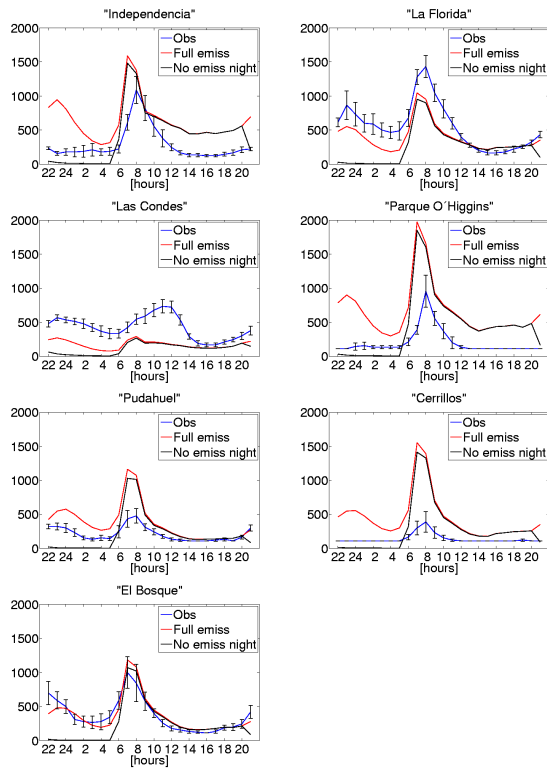 "Independencia"
2000
1500
1000
500
0
Obs
Full emiss
No emiss night
22 24 2 4 6 8 10 12 14 16 18 20
[hours]
"La Florida"
2000
1500
1000
500
0
Obs
Full emiss
No emiss night
22 24 2 4 6 8 10 12 14 16 18 20
[hours]
"Las Condes"
2000
1500
1000
500
0
Obs
Full emiss
No emiss night
22 24 2 4 6 8 10 12 14 16 18 20
[hours]
"Parque O´Higgins"
2000
1500
1000
500
0
Obs
Full emiss
No emiss night
22 24 2 4 6 8 10 12 14 16 18 20
[hours]
"Pudahuel"
2000
1500
1000
500
0
Obs
Full emiss
No emiss night
22 24 2 4 6 8 10 12 14 16 18 20
[hours]
"Cerrillos"
2000
1500
1000
500
0
Obs
Full emiss
No emiss night
22 24 2 4 6 8 10 12 14 16 18 20
[hours]
"El Bosque"
2000
1500
1000
500
0
Obs
Full emiss
No emiss night
22 24 2 4 6 8 10 12 14 16 18 20
[hours]